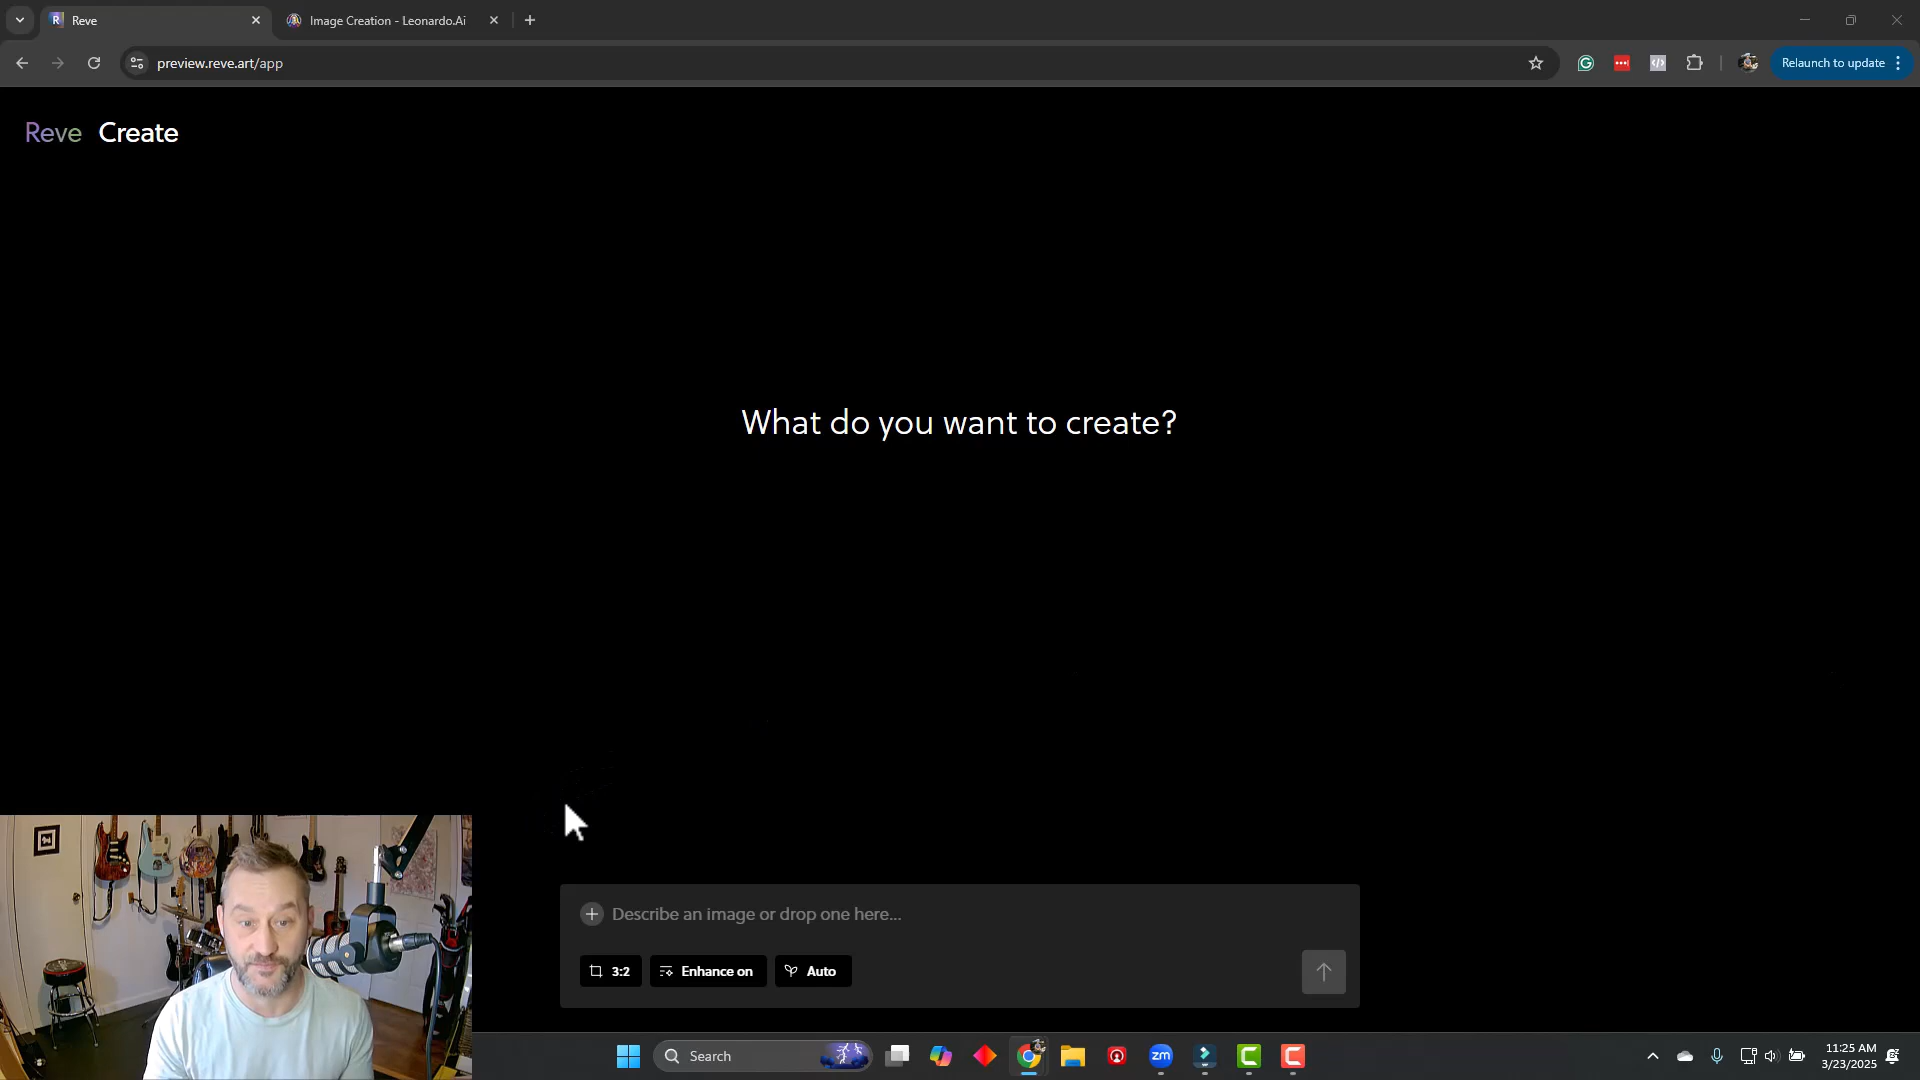 Reve
Image Creation - Leonardo.Ai
preview.reve.art/app
Relaunch to update
Reve Create
What do you want to create?
Describe an image or drop one here...
3:2
Enhance on
Auto
Search
zm
11:25 AM
3/23/2025